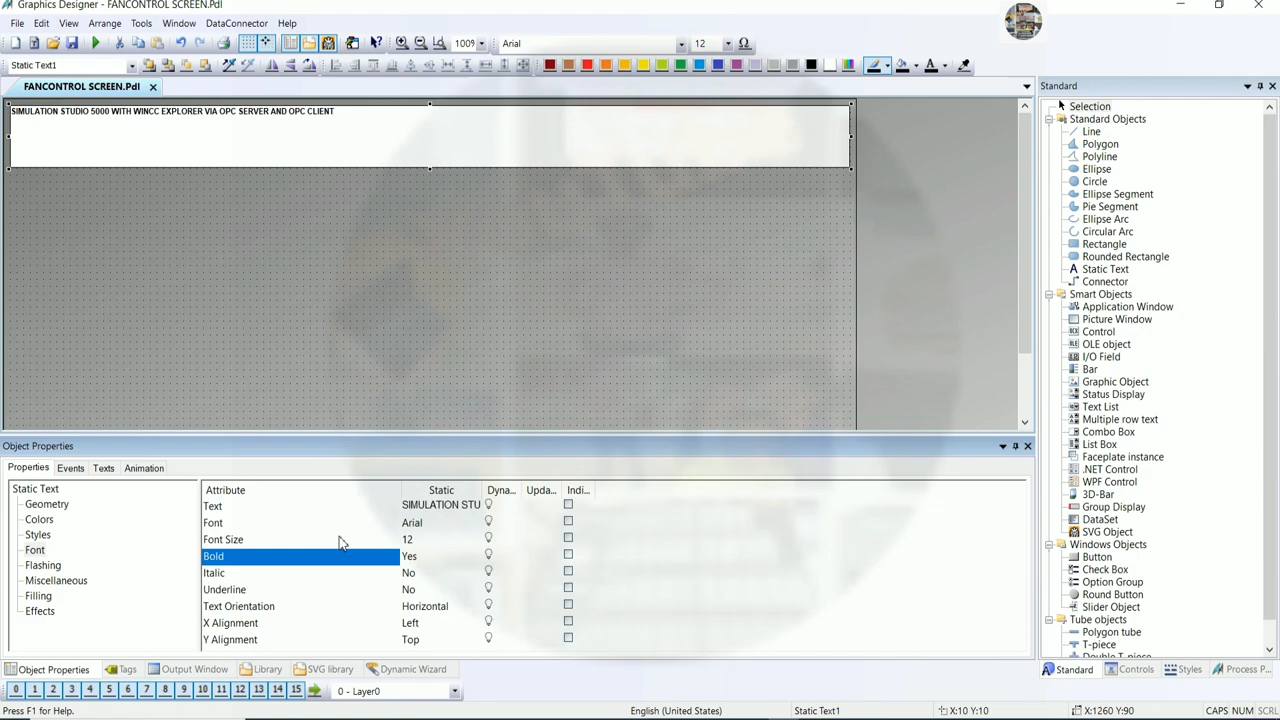 Graphics Designer - FANCONTROL SCREEN.Pdl
File Edit View Arrange Tools Window DataConnector Help
100% Arial 12 Ω
Static Text1 A
FANCONTROL SCREEN.Pdl
SIMULATION STUDIO 5000 WITH WINCC EXPLORER VIA OPC SERVER AND OPC CLIENT
Standard
Selection
Standard Objects
Line
Polygon
Polyline
Ellipse
Circle
Ellipse Segment
Pie Segment
Ellipse Arc
Circular Arc
Rectangle
Rounded Rectangle
A Static Text
Connector
Smart Objects
Application Window
Picture Window
Control
OLE object
I/O Field
Bar
Graphic Object
Status Display
Text List
Multiple row text
Combo Box
List Box
Faceplate instance
.NET Control
WPF Control
3D-Bar
Group Display
DataSet
SVG Object
Windows Objects
Button
Check Box
Option Group
Round Button
Slider Object
Tube objects
Polygon tube
T-piece
Double T-piece
Standard Controls Styles Process P...
Object Properties
Properties Events Texts Animation
Static Text
Geometry
Colors
Styles
Font
Flashing
Miscellaneous
Filling
Effects
Attribute Static Dyna... Upda... Indi...
Text SIMULATION STU
Font Arial
Font Size 12
Bold Yes
Italic No
Underline No
Text Orientation Horizontal
X Alignment Left
Y Alignment Top
Object Properties Tags Output Window Library SVG library Dynamic Wizard
0 1 2 3 4 5 6 7 8 9 10 11 12 13 14 15 0 - Layer0
Press F1 for Help. English (United States) Static Text1 X:10 Y:10 X:1260 Y:90 CAPS NUM SCRL